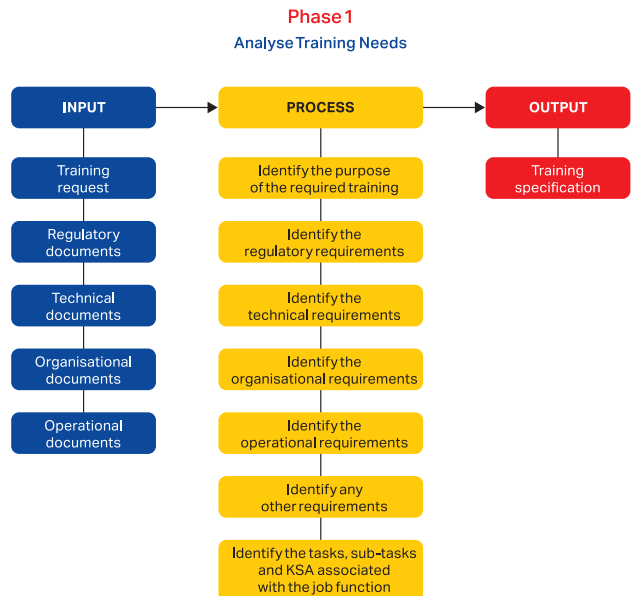 Phase 1
Analyse Training Needs
INPUT
PROCESS
OUTPUT
Training
request
Regulatory
documents
Technical
documents
Organisational
documents
Operational
documents
Identify the purpose
of the required training
Identify the
regulatory requirements
Identify the
technical requirements
Identify the
organisational requirements
Identify the
operational requirements
Identify any
other requirements
Identify the tasks, sub-tasks
and KSA associated
with the job function
Training
specification